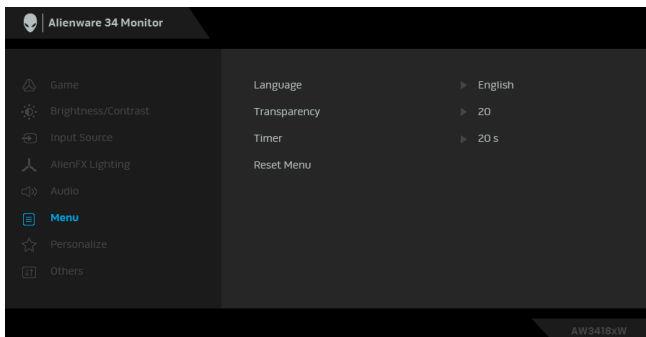 Alienware 34 Monitor
Game
Brightness/Contrast
Input Source
AlienFX Lighting
Audio
Menu
Personalize
Others
Language English
Transparency 20
Timer 20 s
Reset Menu
AW3418xW